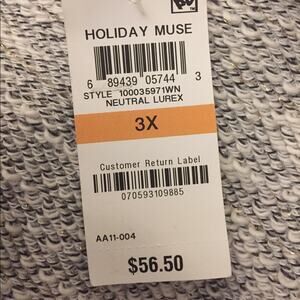 HOLIDAY MUSE
6 89439 05744 3
STYLE 100035971WN
NEUTRAL LUREX
3X
Customer Return Label
070593109885
AA11-004
$56.50